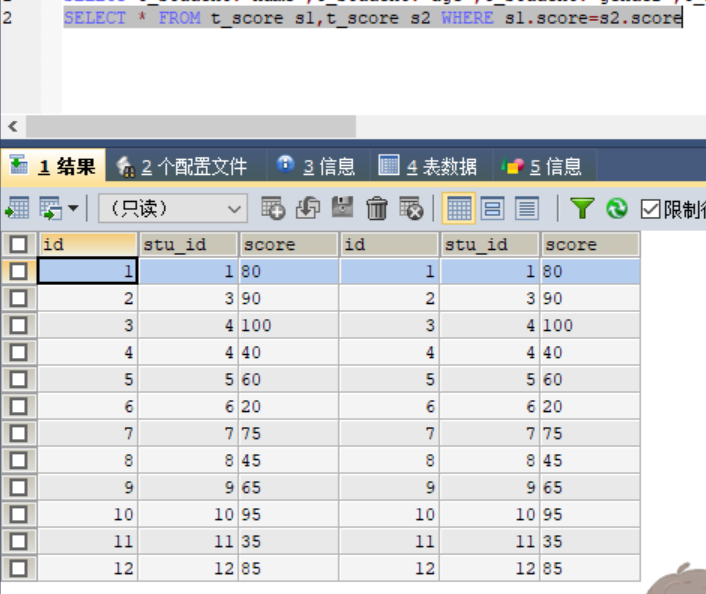 2 SELECT * FROM t_score s1,t_score s2 WHERE s1.score=s2.score
1 结果 2 个配置文件 3 信息 4 表数据 5 信息
(只读) 限制
id stu_id score id stu_id score
1 1 80 1 1 80
2 3 90 2 3 90
3 4 100 3 4 100
4 4 40 4 4 40
5 5 60 5 5 60
6 6 20 6 6 20
7 7 75 7 7 75
8 8 45 8 8 45
9 9 65 9 9 65
10 10 95 10 10 95
11 11 35 11 11 35
12 12 85 12 12 85